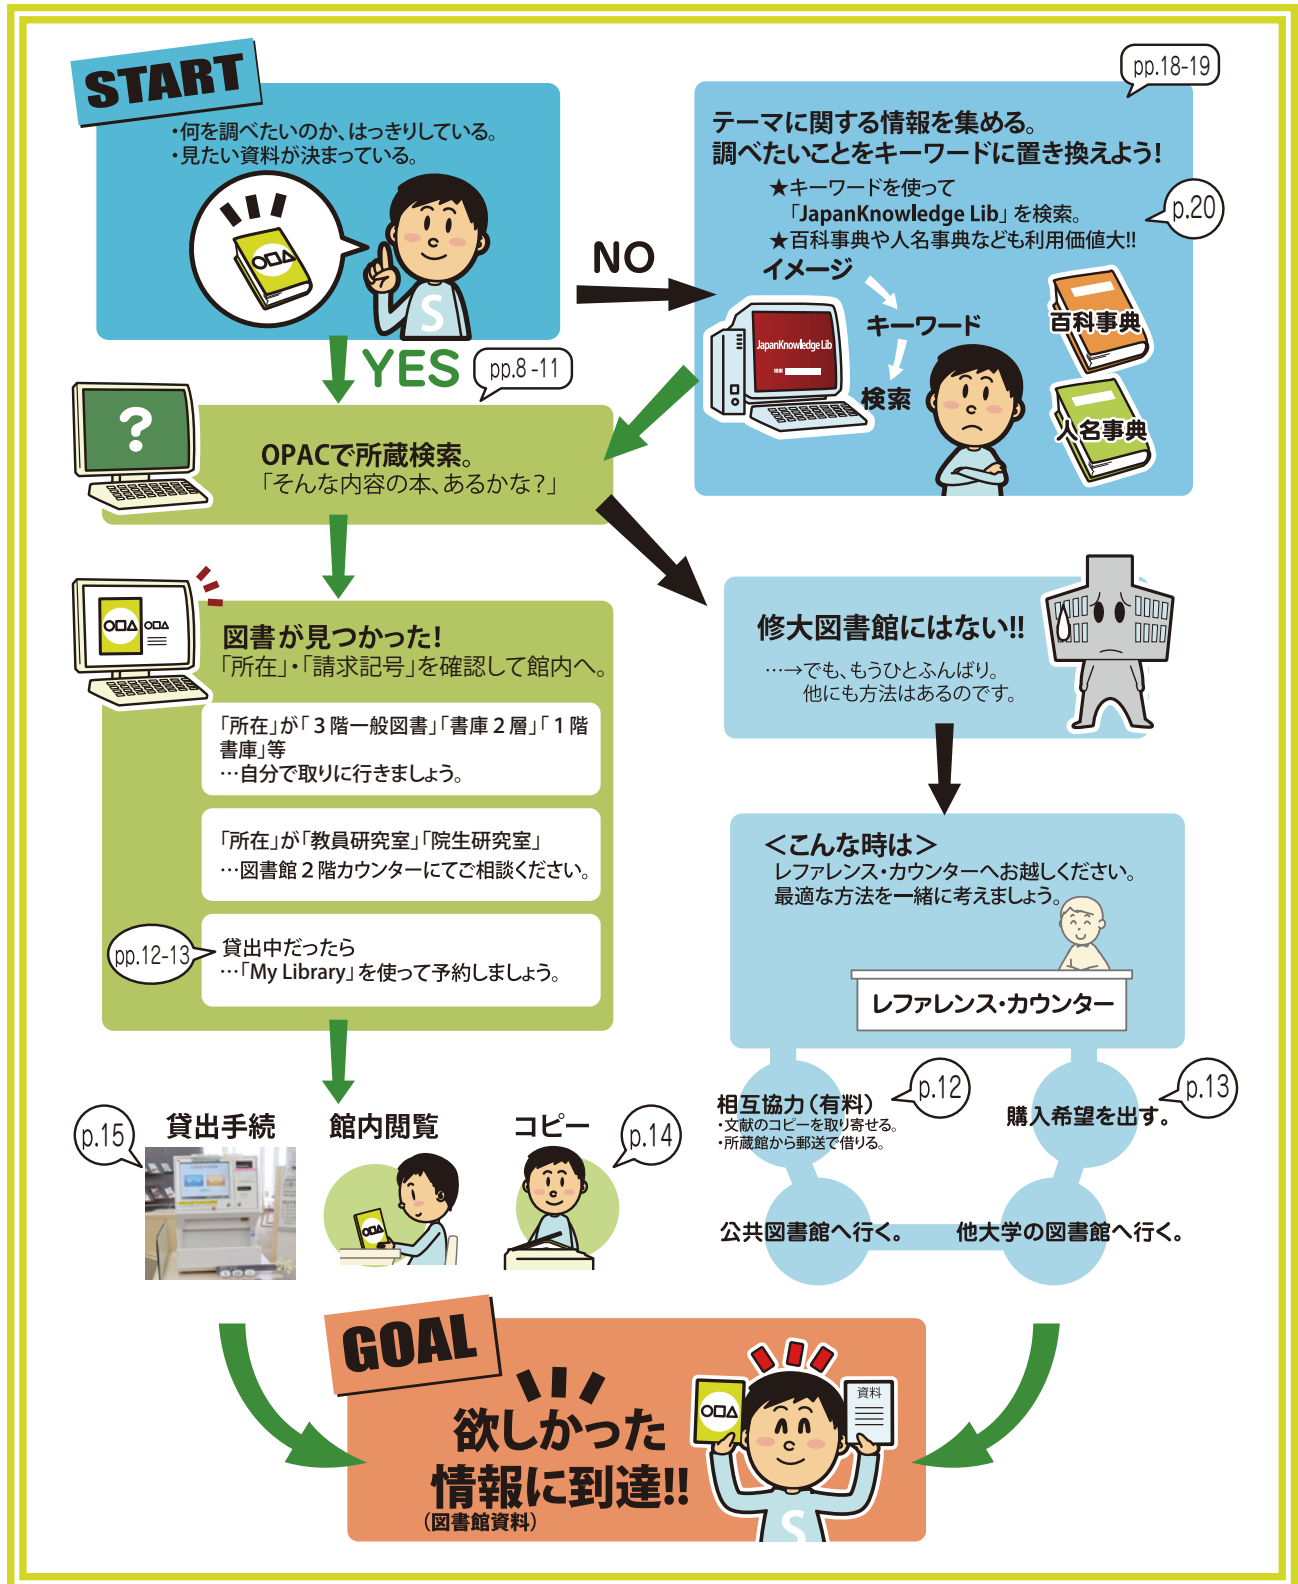 START
・何を調べたいのか、はっきりしている。
・見たい資料が決まっている。
○□△
S
NO
YES
pp.18-19
テーマに関する情報を集める。
調べたいことをキーワードに置き換えよう!
★キーワードを使って
「JapanKnowledge Lib」を検索。
★百科事典や人名事典なども利用価値大!!
p.20
イメージ
キーワード
検索
JapanKnowledge Lib
百科事典
人名事典
pp.8-11
?
OPACで所蔵検索。
「そんな内容の本、あるかな？」
○□△
○□△
図書が見つかった!
「所在」・「請求記号」を確認して館内へ。
「所在」が「３階一般図書」「書庫２層」「１階
書庫」等
…自分で取りに行きましょう。
「所在」が「教員研究室」「院生研究室」
…図書館２階カウンターにてご相談ください。
pp.12-13
貸出中だったら
…「My Library」を使って予約しましょう。
修大図書館にはない!!
…→でも、もうひとふんばり。
他にも方法はあるのです。
＜こんな時は＞
レファレンス・カウンターへお越しください。
最適な方法を一緒に考えましょう。
レファレンス・カウンター
p.12
相互協力（有料）
・文献のコピーを取り寄せる。
・所蔵館から郵送で借りる。
p.13
購入希望を出す。
公共図書館へ行く。
他大学の図書館へ行く。
p.15
貸出手続
館内閲覧
○□△
コピー
p.14
GOAL
欲しかった
情報に到達!!
（図書館資料）
○□△
資料
S